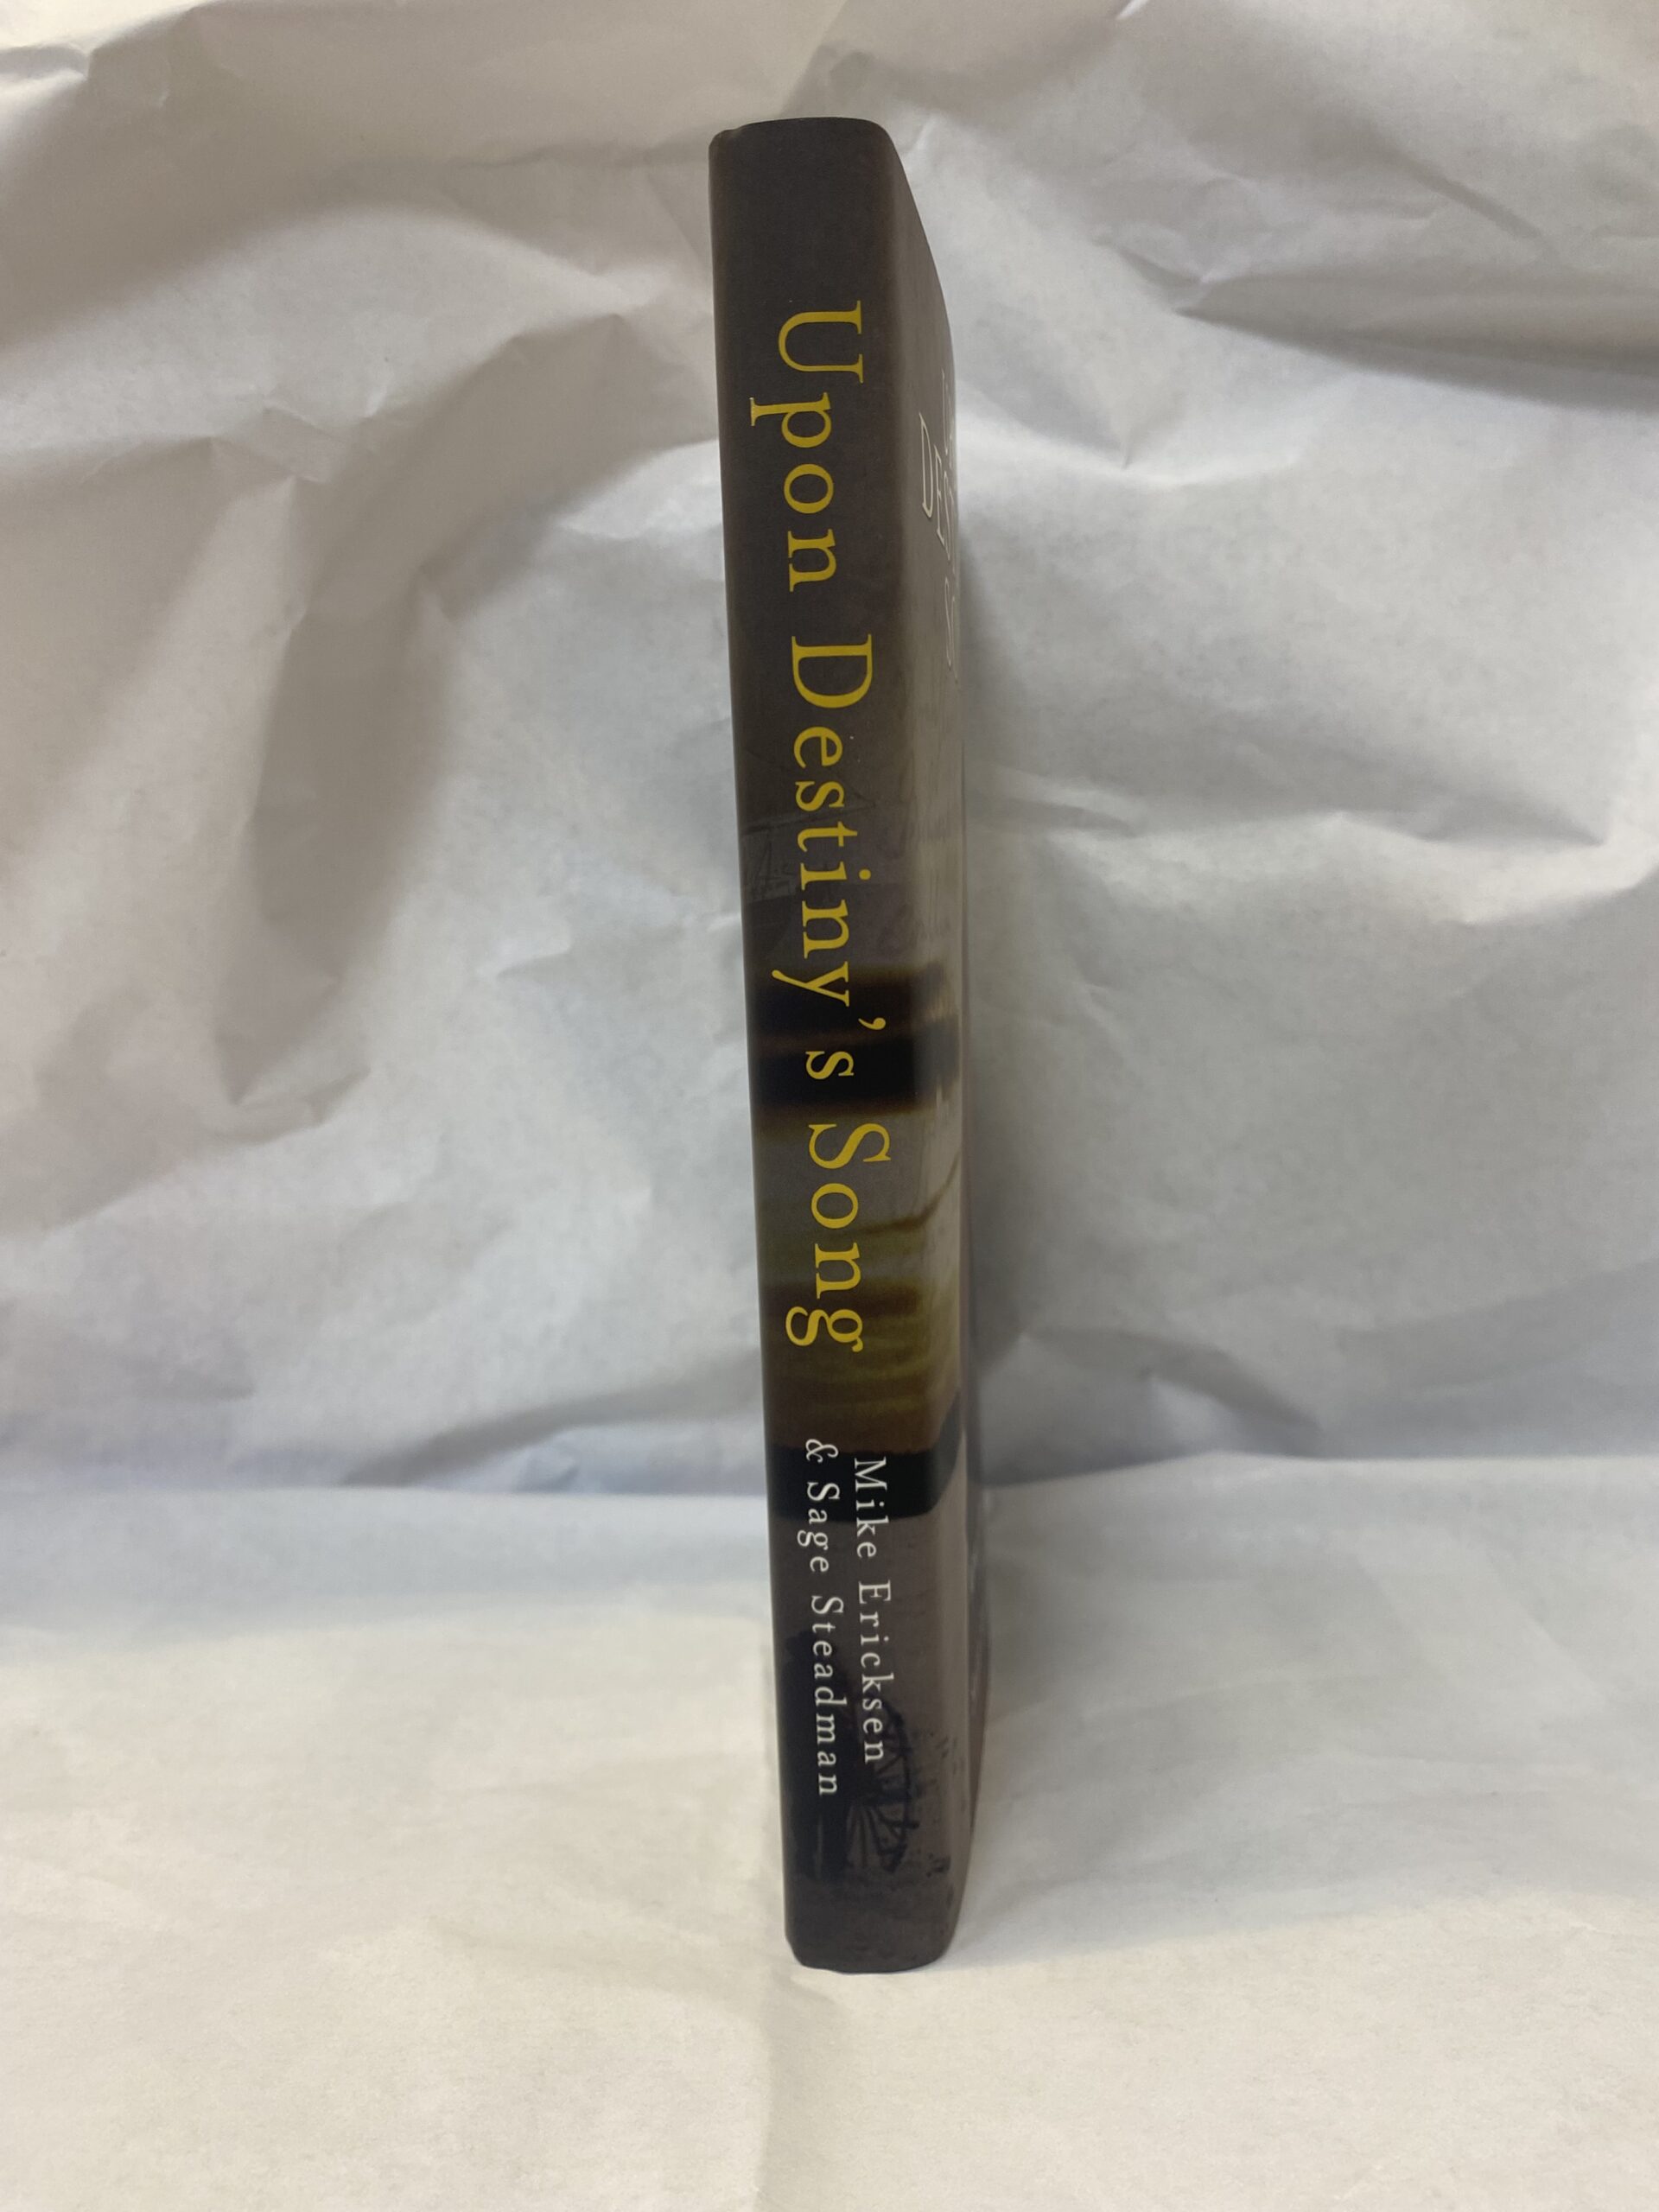 Upon Destiny's Song
Mike Ericksen
& Sage Steadman